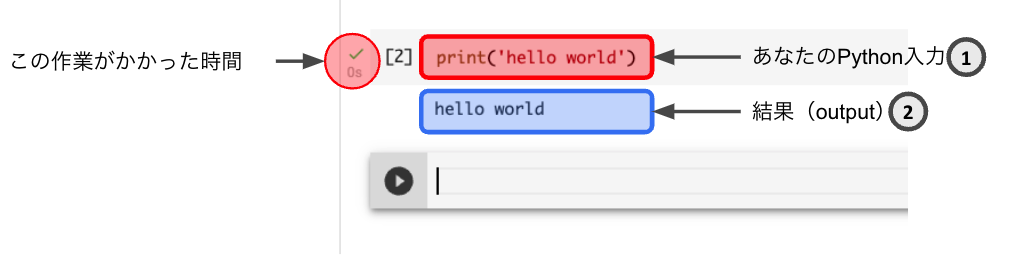 この作業がかかった時間
0s
[2]
print('hello world')
あなたのPython入力
1
hello world
結果（output）
2